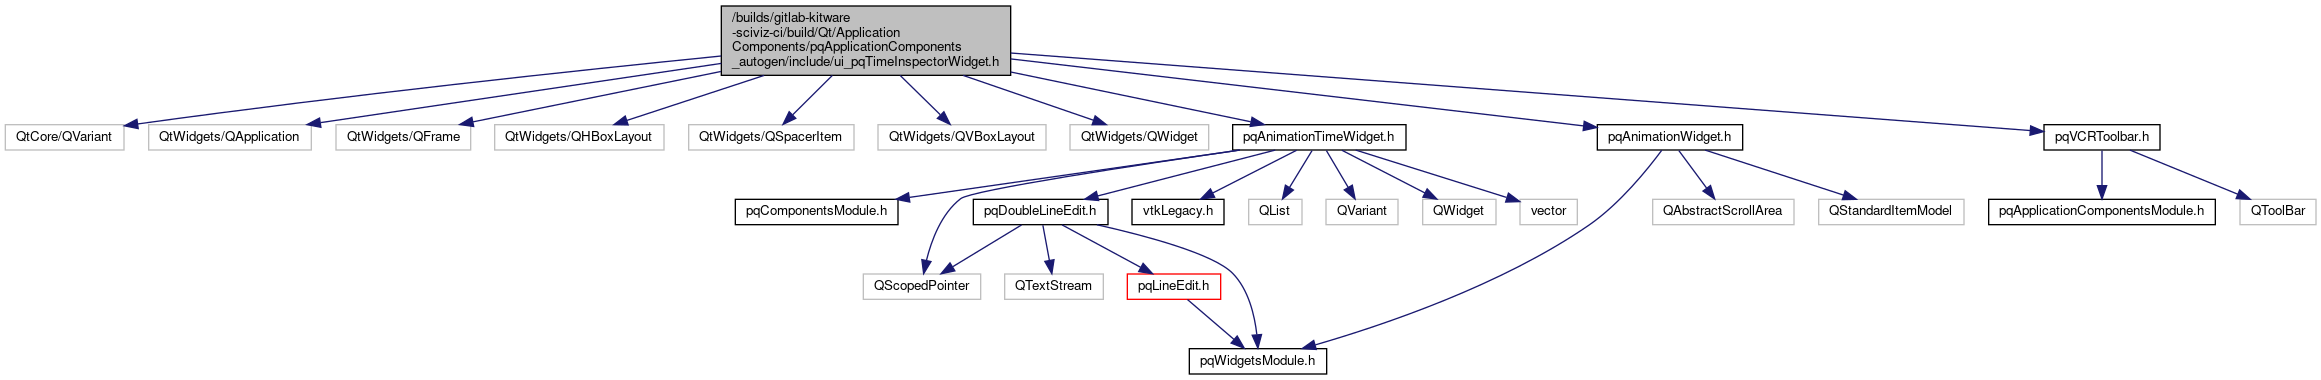 /builds/gitlab-kitware
-sciviz-ci/build/Qt/Application
Components/pqApplicationComponents
_autogen/include/ui_pqTimeInspectorWidget.h
QtCore/QVariant
QtWidgets/QApplication
QtWidgets/QFrame
QtWidgets/QHBoxLayout
QtWidgets/QSpacerItem
QtWidgets/QVBoxLayout
QtWidgets/QWidget
pqAnimationTimeWidget.h
pqAnimationWidget.h
pqVCRToolbar.h
pqComponentsModule.h
pqDoubleLineEdit.h
vtkLegacy.h
QList
QVariant
QWidget
vector
QAbstractScrollArea
QStandardItemModel
pqApplicationComponentsModule.h
QToolBar
QScopedPointer
QTextStream
pqLineEdit.h
pqWidgetsModule.h